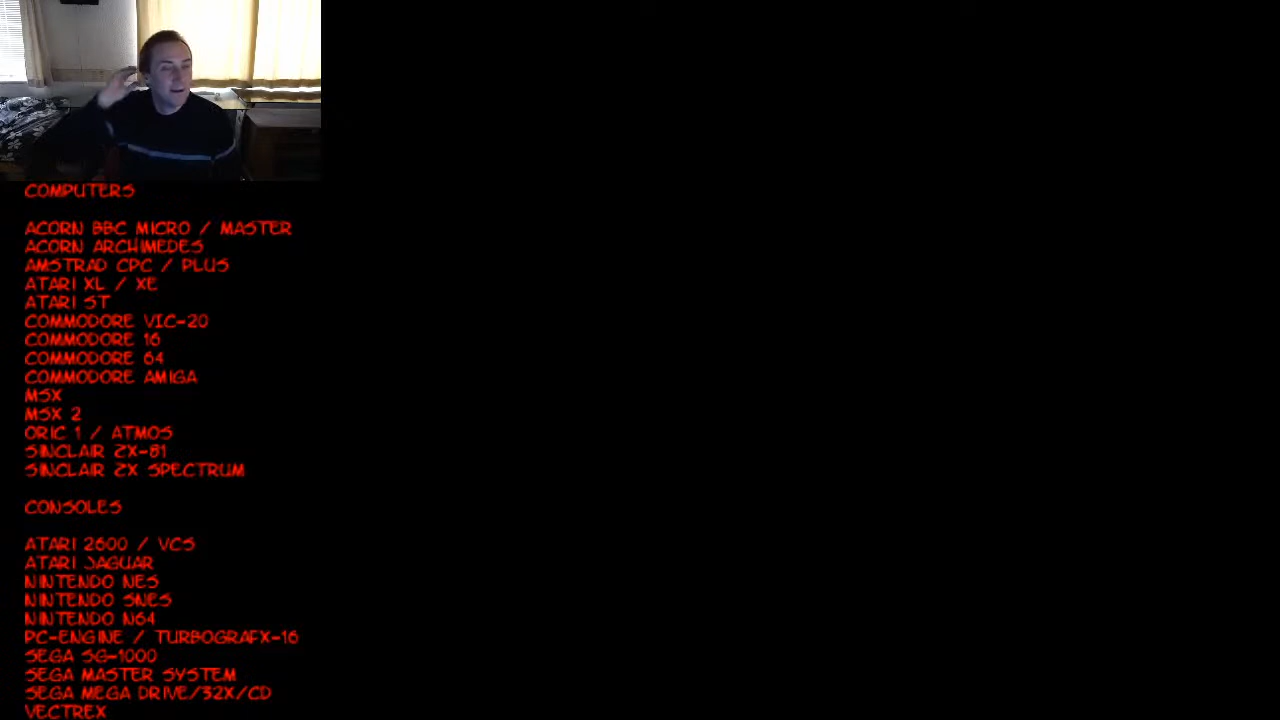 COMPUTERS
ACORN BBC MICRO / MASTER
ACORN ARCHIMEDES
AMSTRAD CPC / PLUS
ATARI XL / XE
ATARI ST
COMMODORE VIC-20
COMMODORE 16
COMMODORE 64
COMMODORE AMIGA
MSX
MSX 2
ORIC 1 / ATMOS
SINCLAIR ZX-81
SINCLAIR ZX SPECTRUM
CONSOLES
ATARI 2600 / VCS
ATARI JAGUAR
NINTENDO NES
NINTENDO SNES
NINTENDO N64
PC-ENGINE / TURBOGRAFX-16
SEGA SG-1000
SEGA MASTER SYSTEM
SEGA MEGA DRIVE/32X/CD
VECTREX